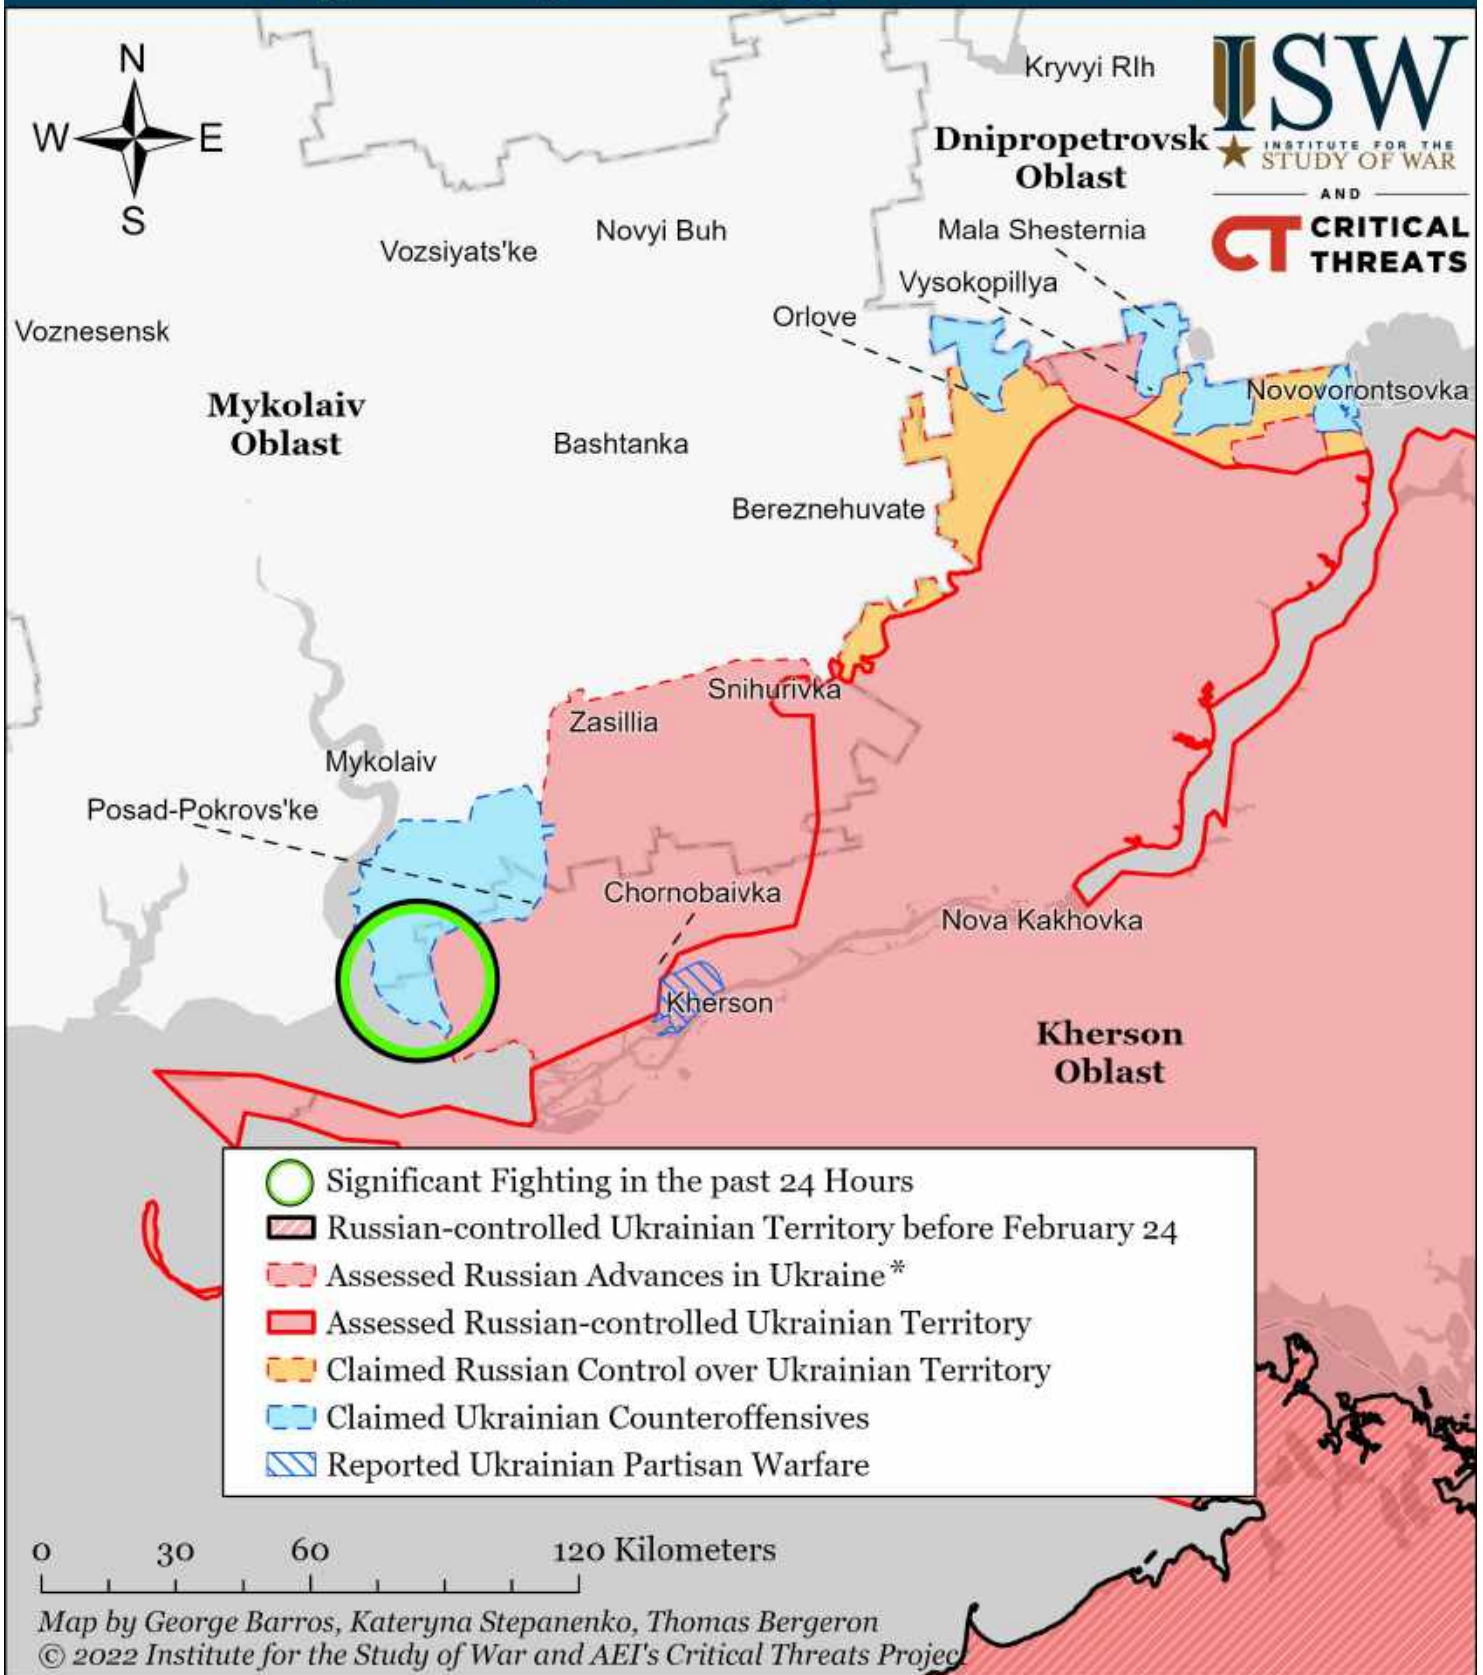 N
W E
S
Kryvyi RIh
ISW
INSTITUTE FOR THE
STUDY OF WAR
AND
CT CRITICAL
THREATS
Dnipropetrovsk
Oblast
Mala Shesternia
Novyi Buh
Vozsiyats'ke
Vysokopillya
Orlove
Voznesensk
Mykolaiv
Oblast
Novovorontsovka
Bashtanka
Bereznehuvate
Snihurivka
Zasillia
Mykolaiv
Posad-Pokrovs'ke
Chornobaivka
Nova Kakhovka
Kherson
Kherson
Oblast
Significant Fighting in the past 24 Hours
Russian-controlled Ukrainian Territory before February 24
Assessed Russian Advances in Ukraine*
Assessed Russian-controlled Ukrainian Territory
Claimed Russian Control over Ukrainian Territory
Claimed Ukrainian Counteroffensives
Reported Ukrainian Partisan Warfare
0 30 60 120 Kilometers
Map by George Barros, Kateryna Stepanenko, Thomas Bergeron
© 2022 Institute for the Study of War and AEI's Critical Threats Project